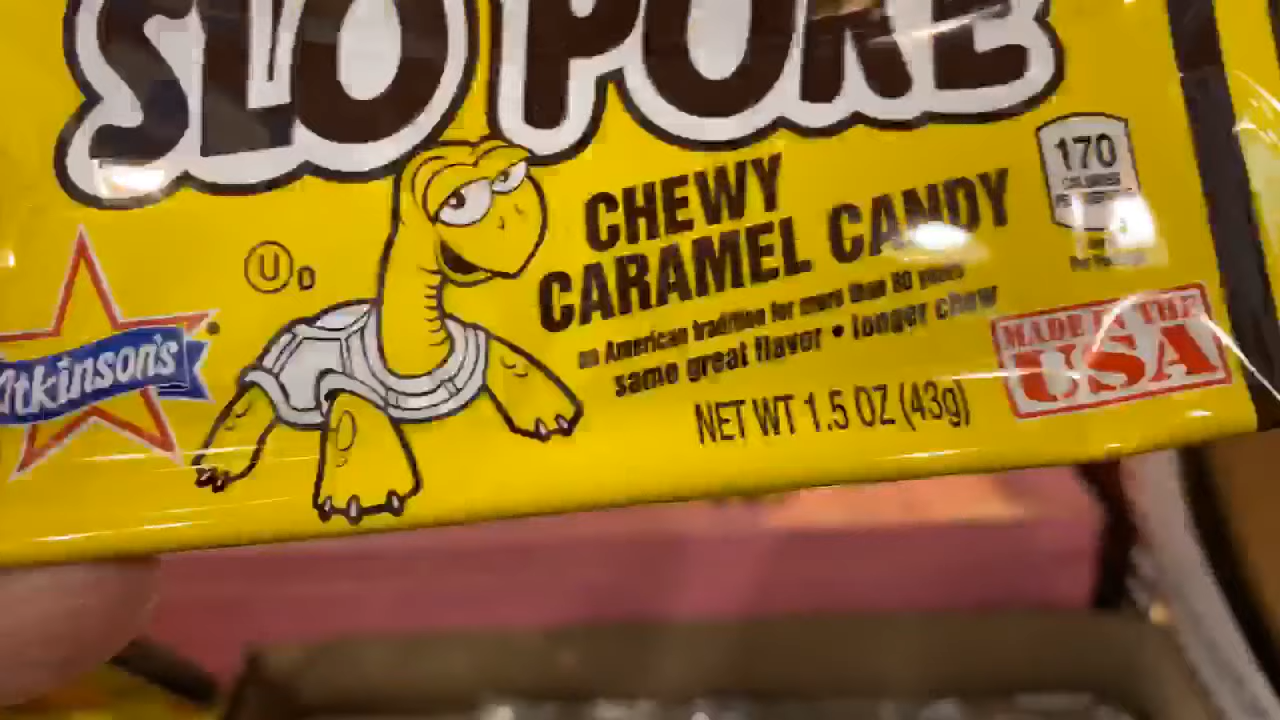 SLO POKE
CHEWY
CARAMEL CANDY
an American tradition for more than 80 years
same great flavor • longer chew
NET WT 1.5 OZ (43g)
170
CALORIES
MADE IN THE
USA
U D
Atkinson's